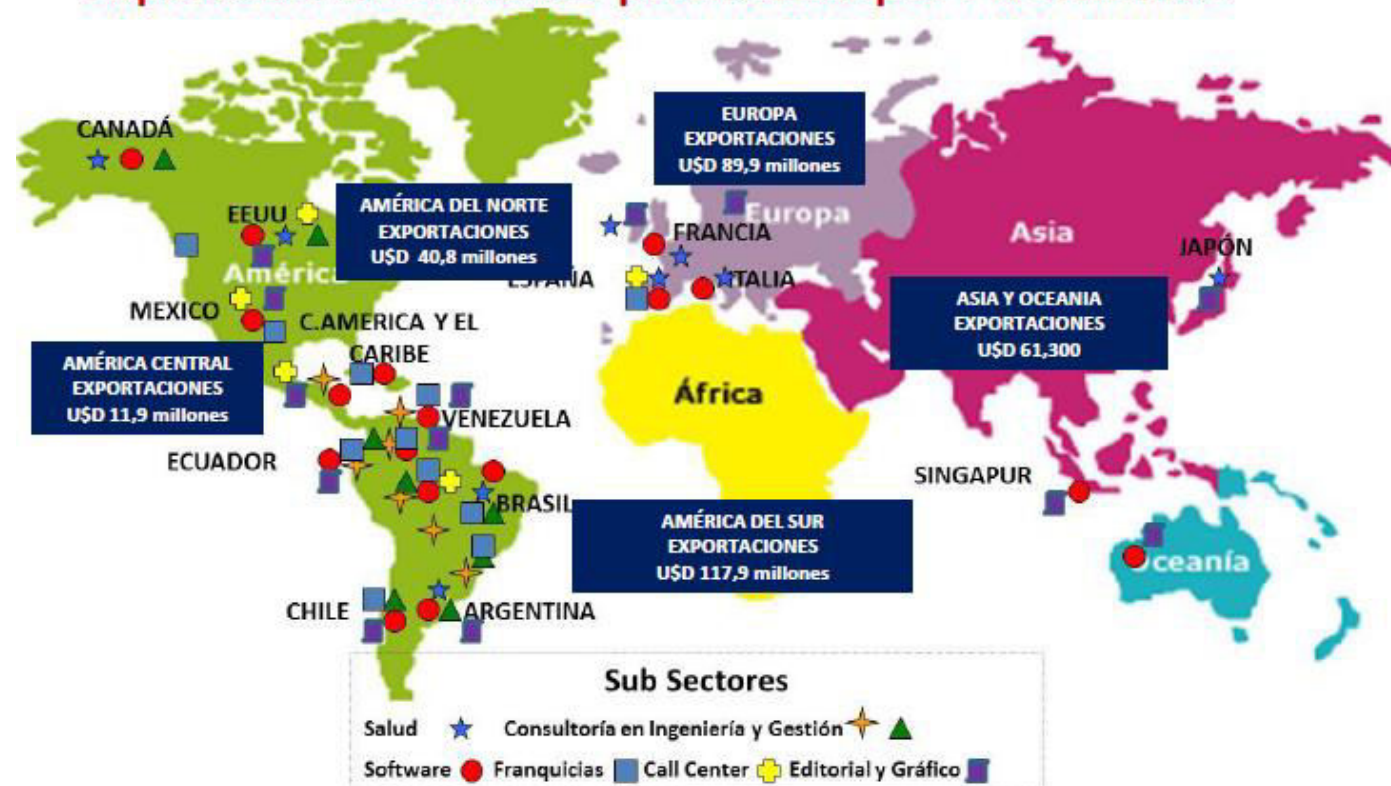 CANADÁ
EUROPA
EXPORTACIONES
U$D 89,9 millones
EEUU
AMÉRICA DEL NORTE
EXPORTACIONES
U$D 40,8 millones
América
Europa
FRANCIA
Asia
JAPÓN
ESPAÑA
ITALIA
MEXICO
C.AMERICA Y EL
CARIBE
ASIA Y OCEANIA
EXPORTACIONES
U$D 61,300
AMÉRICA CENTRAL
EXPORTACIONES
U$D 11,9 millones
África
VENEZUELA
ECUADOR
SINGAPUR
BRASIL
AMÉRICA DEL SUR
EXPORTACIONES
U$D 117,9 millones
Oceanía
CHILE
ARGENTINA
Sub Sectores
Salud Consultoría en Ingeniería y Gestión
Software Franquicias Call Center Editorial y Gráfico